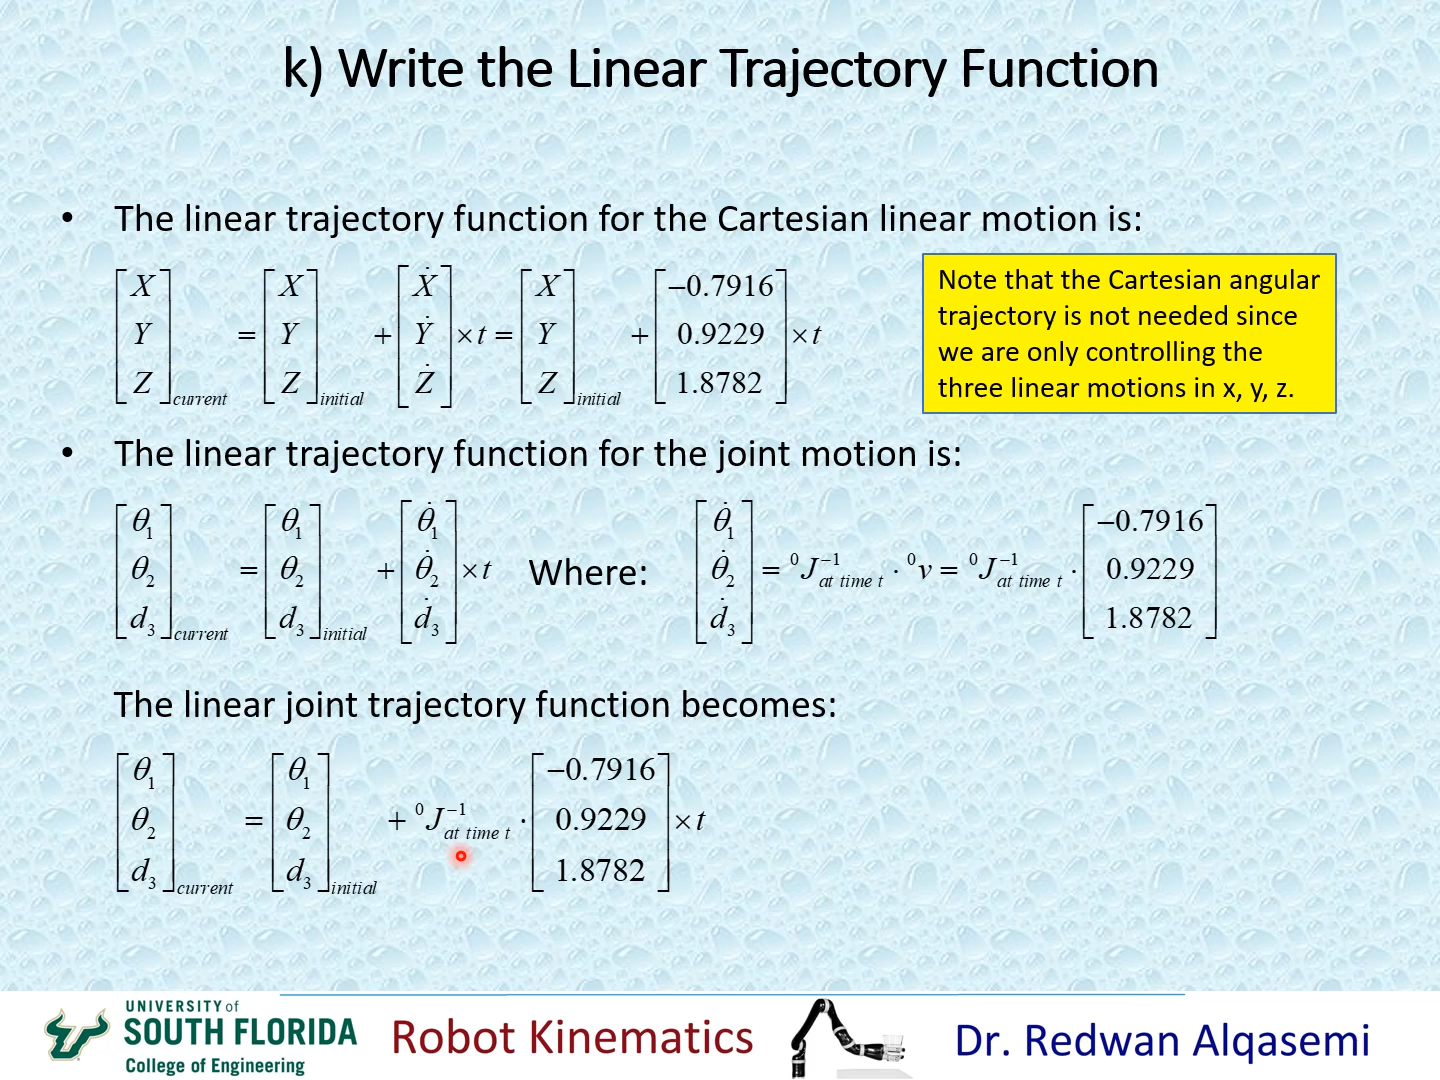 k) Write the Linear Trajectory Function
• The linear trajectory function for the Cartesian linear motion is:
[X Y Z]current = [X Y Z]initial + [Ẋ Ẏ Ż] × t = [X Y Z]initial + [−0.7916 0.9229 1.8782] × t
Note that the Cartesian angular
trajectory is not needed since
we are only controlling the
three linear motions in x, y, z.
• The linear trajectory function for the joint motion is:
[θ1 θ2 d3]current = [θ1 θ2 d3]initial + [θ̇1 θ̇2 ḋ3] × t Where: [θ̇1 θ̇2 ḋ3] = ⁰J⁻¹at time t · ⁰v = ⁰J⁻¹at time t · [−0.7916 0.9229 1.8782]
The linear joint trajectory function becomes:
[θ1 θ2 d3]current = [θ1 θ2 d3]initial + ⁰J⁻¹at time t · [−0.7916 0.9229 1.8782] × t
UNIVERSITY of
SOUTH FLORIDA
College of Engineering
Robot Kinematics
Dr. Redwan Alqasemi